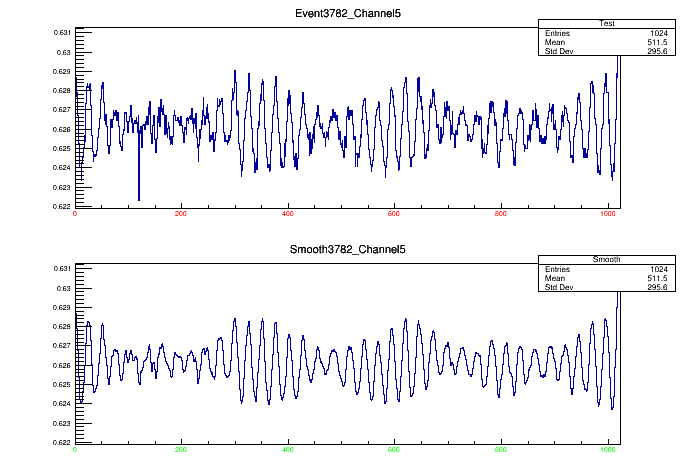 Event3782_Channel5
Test
Entries 1024
Mean 511.5
Std Dev 295.6
0.631
0.63
0.629
0.628
0.627
0.626
0.625
0.624
0.623
0.622
0 200 400 600 800 1000
Smooth3782_Channel5
Smooth
Entries 1024
Mean 511.5
Std Dev 295.6
0.631
0.63
0.629
0.628
0.627
0.626
0.625
0.624
0.623
0.622
0 200 400 600 800 1000